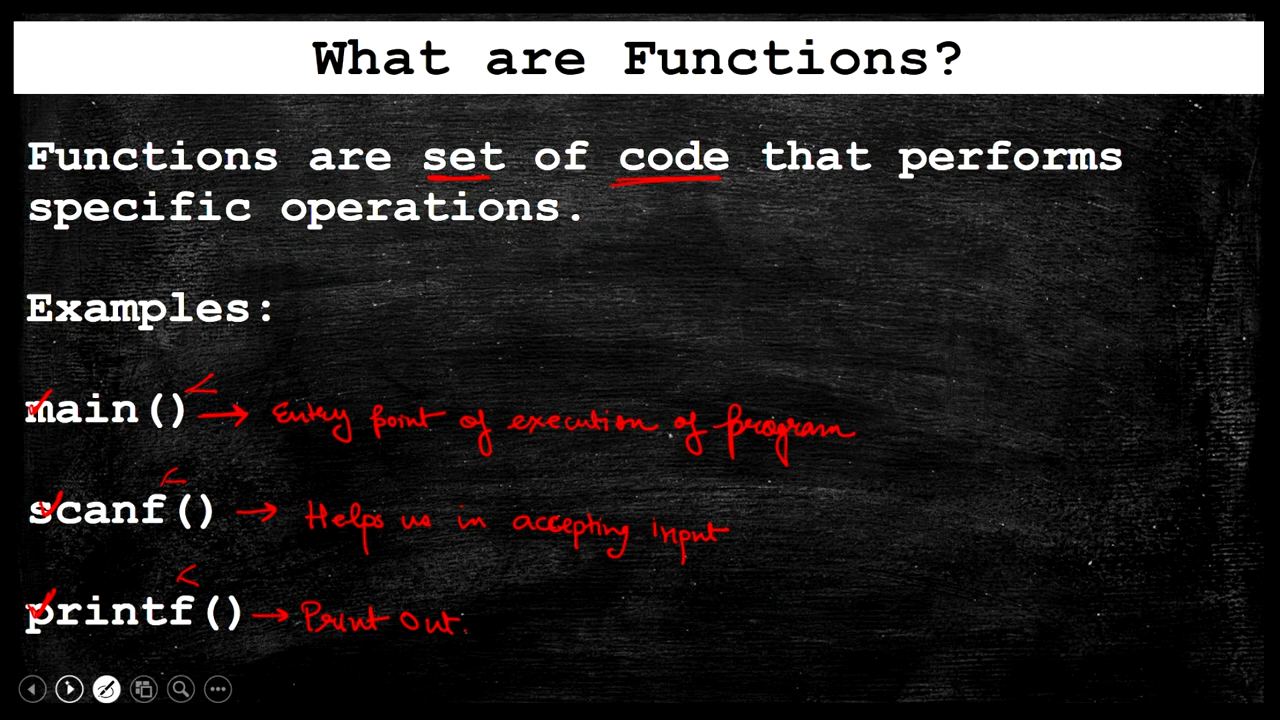 What are Functions?
Functions are set of code that performs
specific operations.
Examples:
main() → Entry point of execution of program
scanf() → Helps us in accepting input
printf() → Print Out.